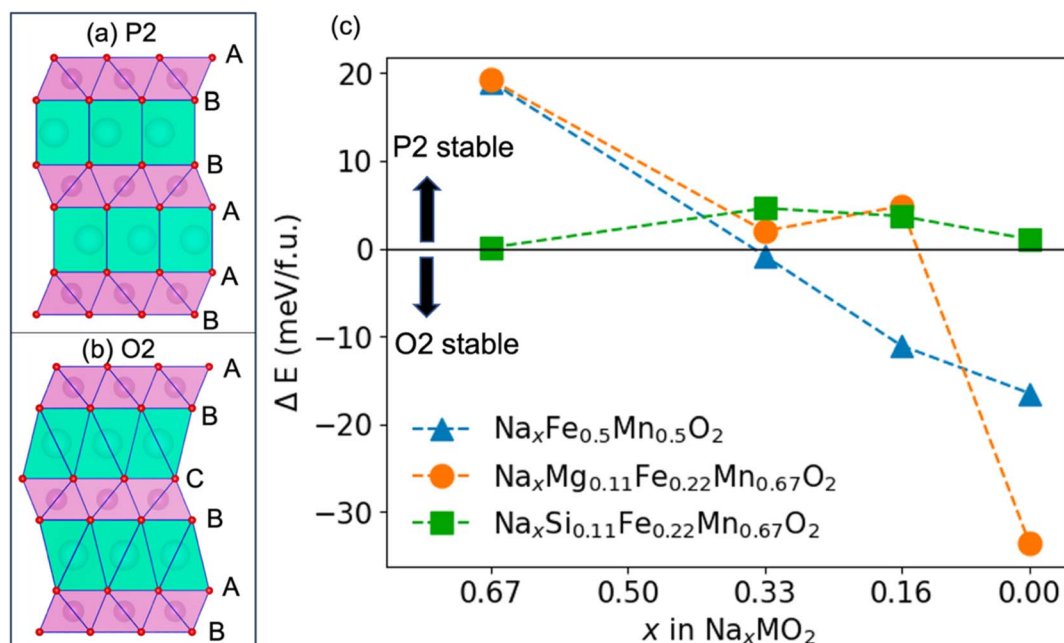 (a) P2
A
B
B
A
A
B
(b) O2
A
B
C
B
A
B
(c)
20
10
0
−10
−20
−30
Δ E (meV/f.u.)
P2 stable
O2 stable
NaₓFe₀.₅Mn₀.₅O₂
NaₓMg₀.₁₁Fe₀.₂₂Mn₀.₆₇O₂
NaₓSi₀.₁₁Fe₀.₂₂Mn₀.₆₇O₂
0.67 0.50 0.33 0.16 0.00
x in NaₓMO₂